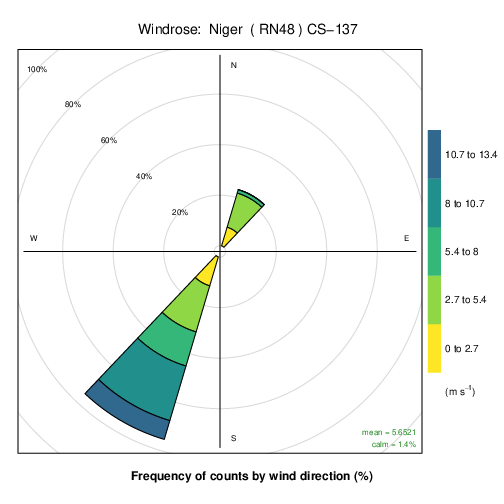 Windrose: Niger ( RN48 ) CS−137
100%
80%
60%
40%
20%
N
W
E
S
10.7 to 13.4
8 to 10.7
5.4 to 8
2.7 to 5.4
0 to 2.7
(m s⁻¹)
mean = 5.6521
calm = 1.4%
Frequency of counts by wind direction (%)